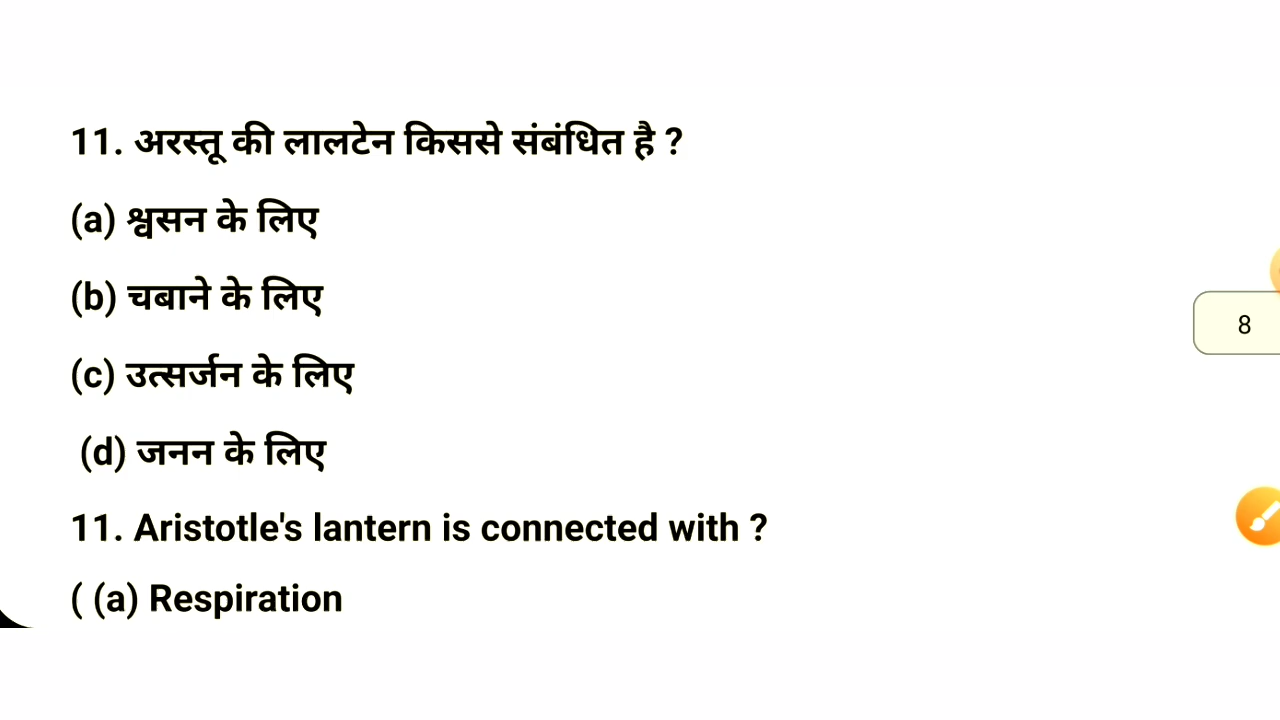 11. अरस्तू की लालटेन किससे संबंधित है ?
(a) श्वसन के लिए
(b) चबाने के लिए
(c) उत्सर्जन के लिए
(d) जनन के लिए
11. Aristotle's lantern is connected with ?
( (a) Respiration
8